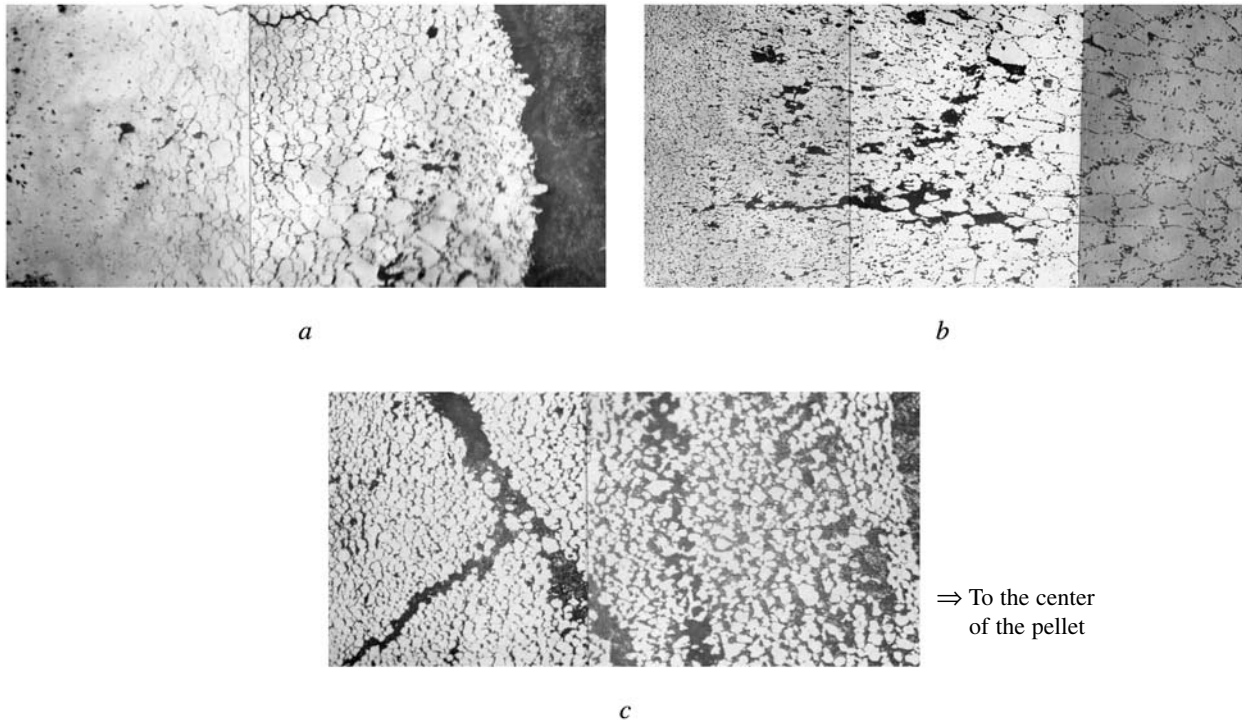 a
b
⇒ To the center
of the pellet
c